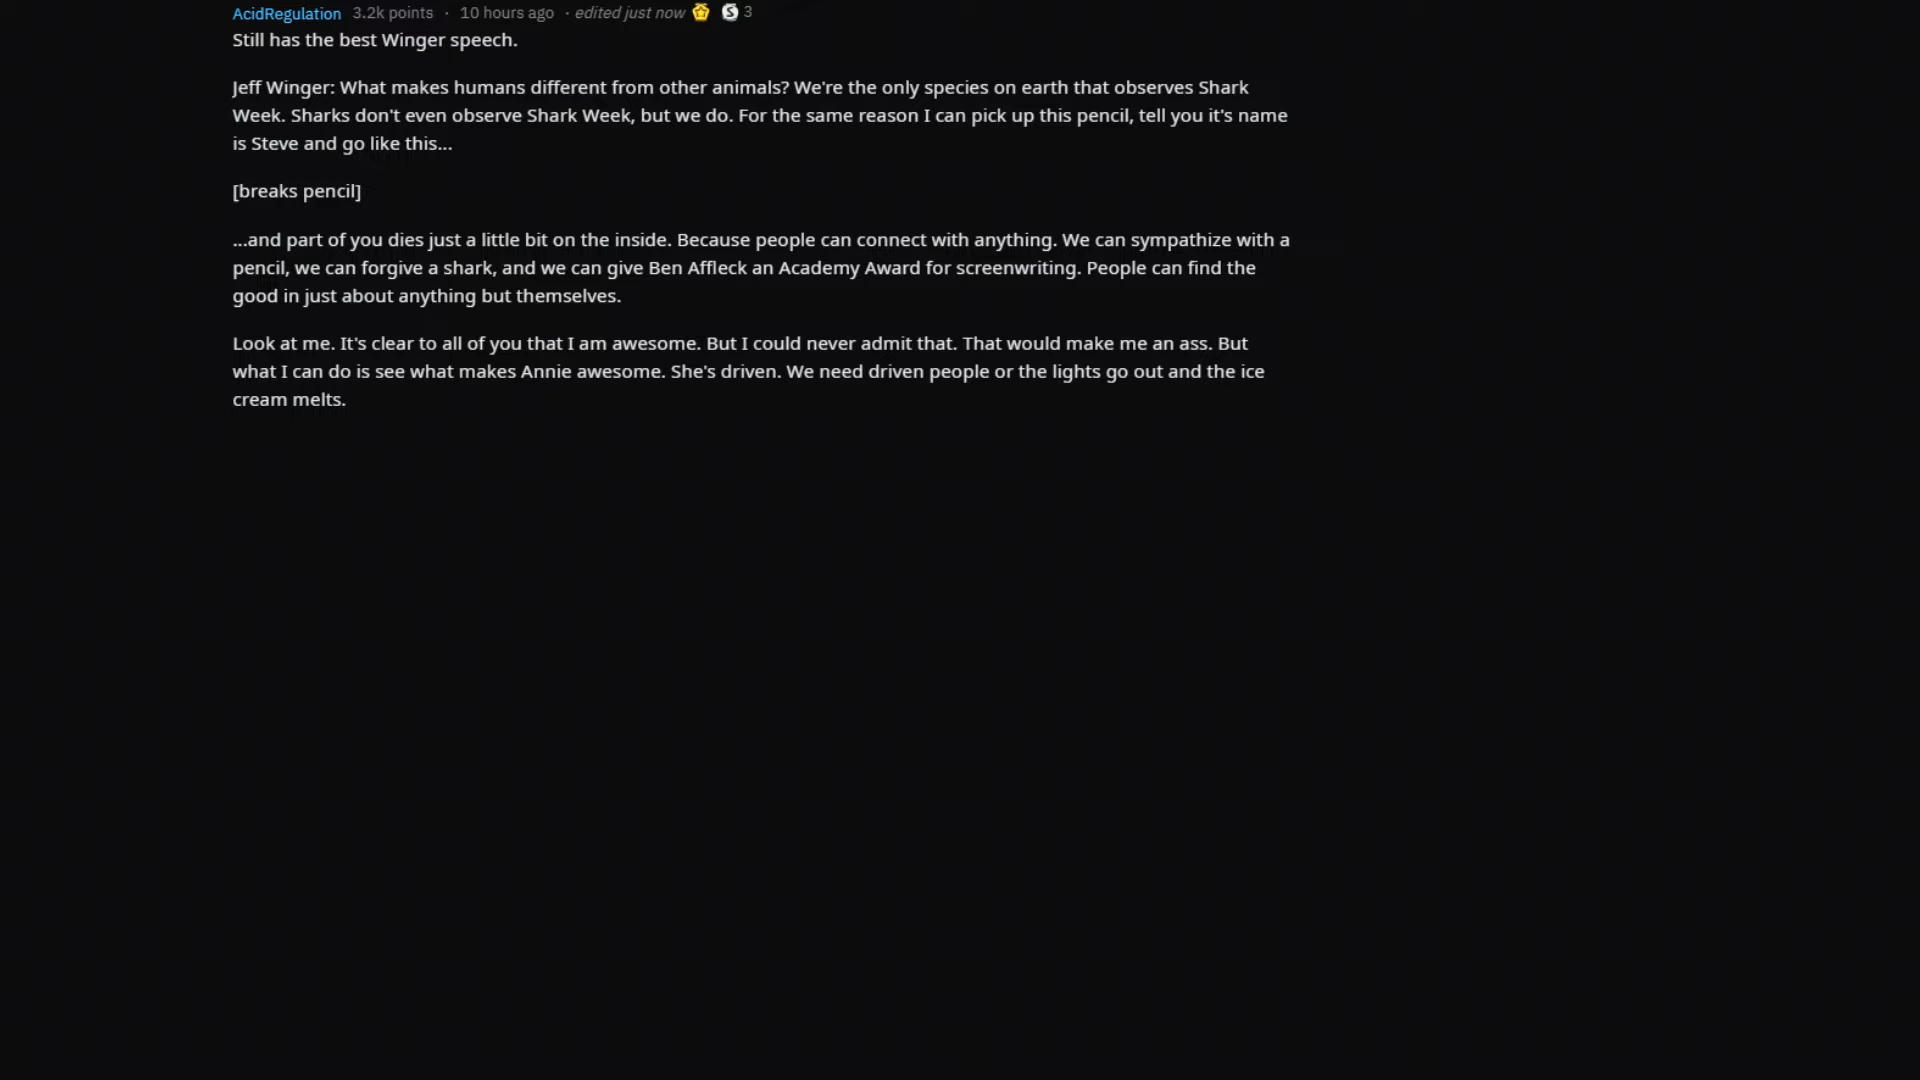 AcidRegulation 3.2k points · 10 hours ago · edited just now 3
Still has the best Winger speech.
Jeff Winger: What makes humans different from other animals? We're the only species on earth that observes Shark
Week. Sharks don't even observe Shark Week, but we do. For the same reason I can pick up this pencil, tell you it's name
is Steve and go like this...
[breaks pencil]
...and part of you dies just a little bit on the inside. Because people can connect with anything. We can sympathize with a
pencil, we can forgive a shark, and we can give Ben Affleck an Academy Award for screenwriting. People can find the
good in just about anything but themselves.
Look at me. It's clear to all of you that I am awesome. But I could never admit that. That would make me an ass. But
what I can do is see what makes Annie awesome. She's driven. We need driven people or the lights go out and the ice
cream melts.